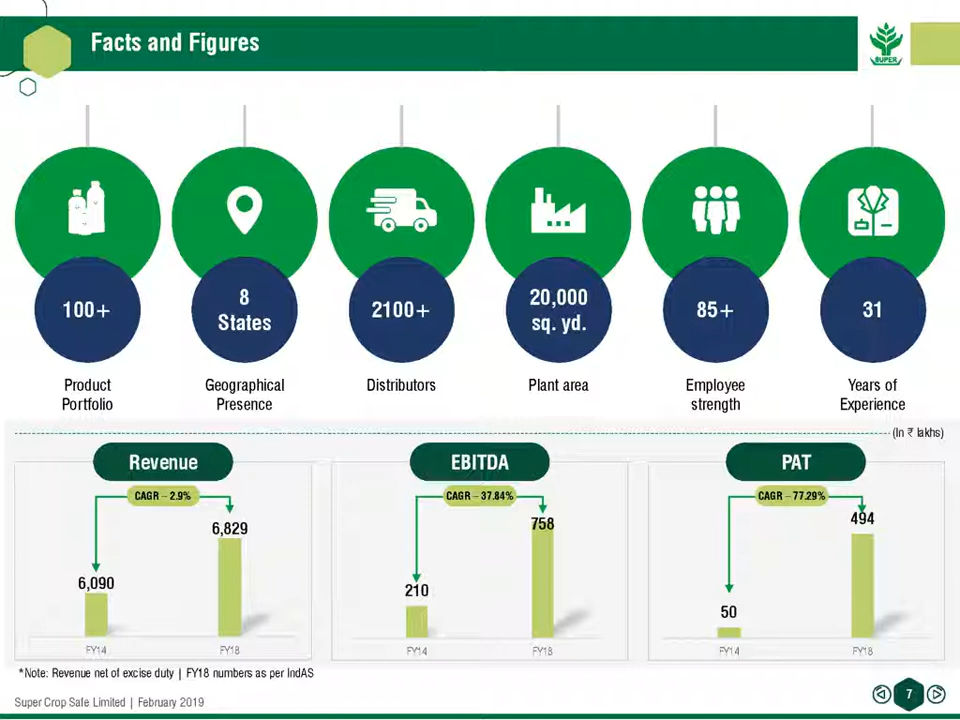 Facts and Figures
SUPER
100+
8
States
2100+
20,000
sq. yd.
85+
31
Product
Portfolio
Geographical
Presence
Distributors
Plant area
Employee
strength
Years of
Experience
(In ₹ lakhs)
Revenue
CAGR – 2.9%
6,090
6,829
FY14
FY18
EBITDA
CAGR – 37.84%
210
758
FY14
FY18
PAT
CAGR – 77.29%
50
494
FY14
FY18
*Note: Revenue net of excise duty | FY18 numbers as per IndAS
Super Crop Safe Limited | February 2019
7